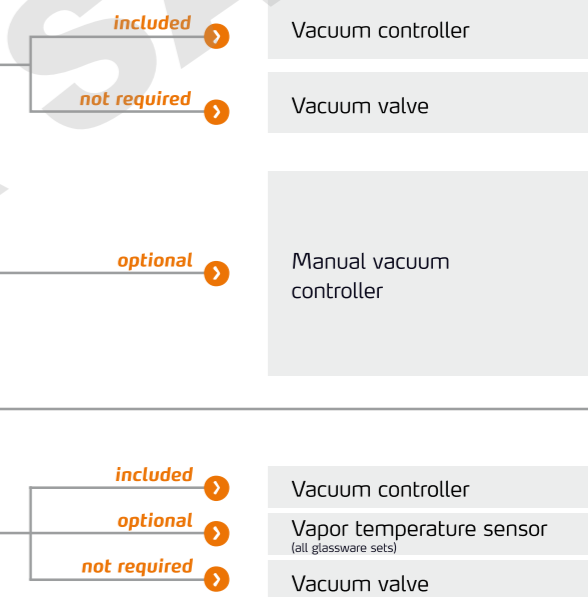 included
Vacuum controller
not required
Vacuum valve
optional
Manual vacuum
controller
included
Vacuum controller
optional
Vapor temperature sensor
(all glassware sets)
not required
Vacuum valve